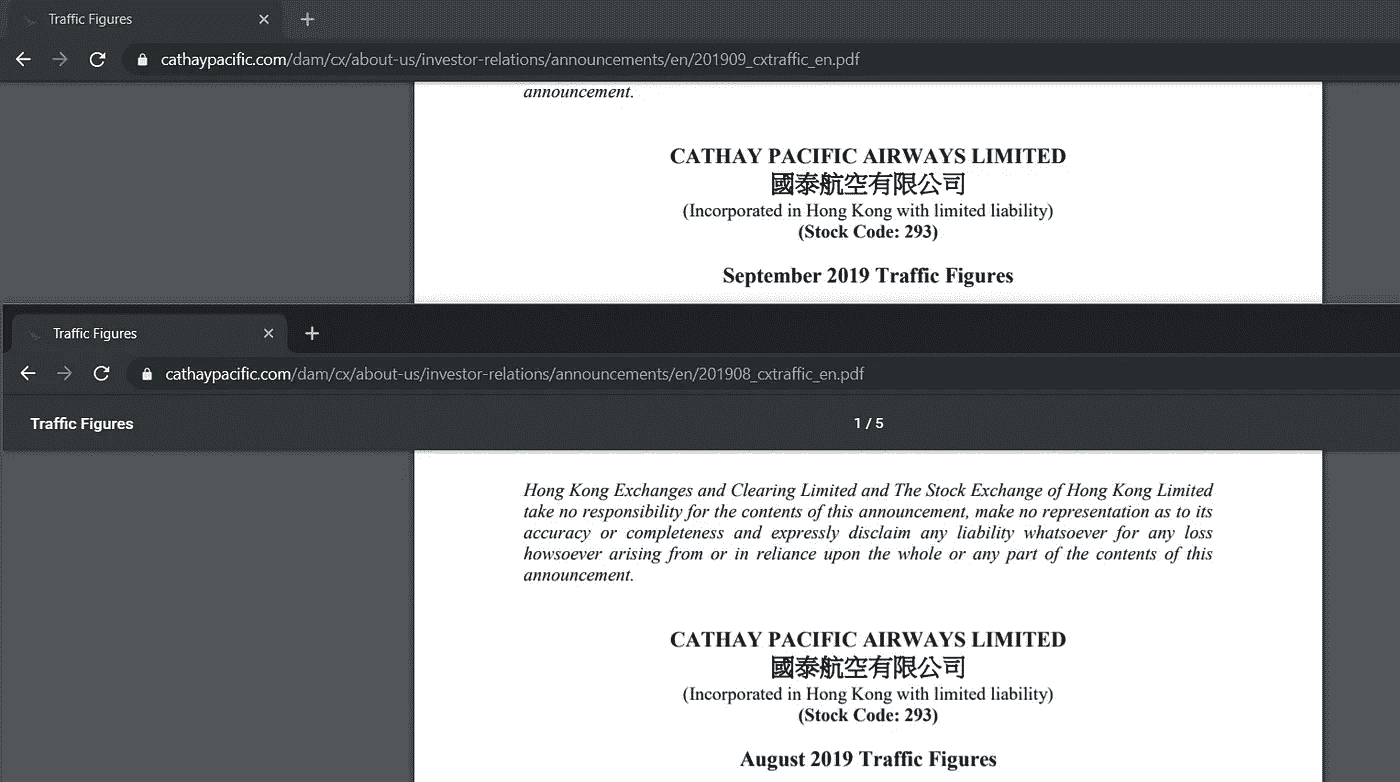 Traffic Figures
cathaypacific.com/dam/cx/about-us/investor-relations/announcements/en/201909_cxtraffic_en.pdf
announcement.
CATHAY PACIFIC AIRWAYS LIMITED
國泰航空有限公司
(Incorporated in Hong Kong with limited liability)
(Stock Code: 293)
September 2019 Traffic Figures
Traffic Figures
cathaypacific.com/dam/cx/about-us/investor-relations/announcements/en/201908_cxtraffic_en.pdf
Traffic Figures 1 / 5
Hong Kong Exchanges and Clearing Limited and The Stock Exchange of Hong Kong Limited
take no responsibility for the contents of this announcement, make no representation as to its
accuracy or completeness and expressly disclaim any liability whatsoever for any loss
howsoever arising from or in reliance upon the whole or any part of the contents of this
announcement.
CATHAY PACIFIC AIRWAYS LIMITED
國泰航空有限公司
(Incorporated in Hong Kong with limited liability)
(Stock Code: 293)
August 2019 Traffic Figures